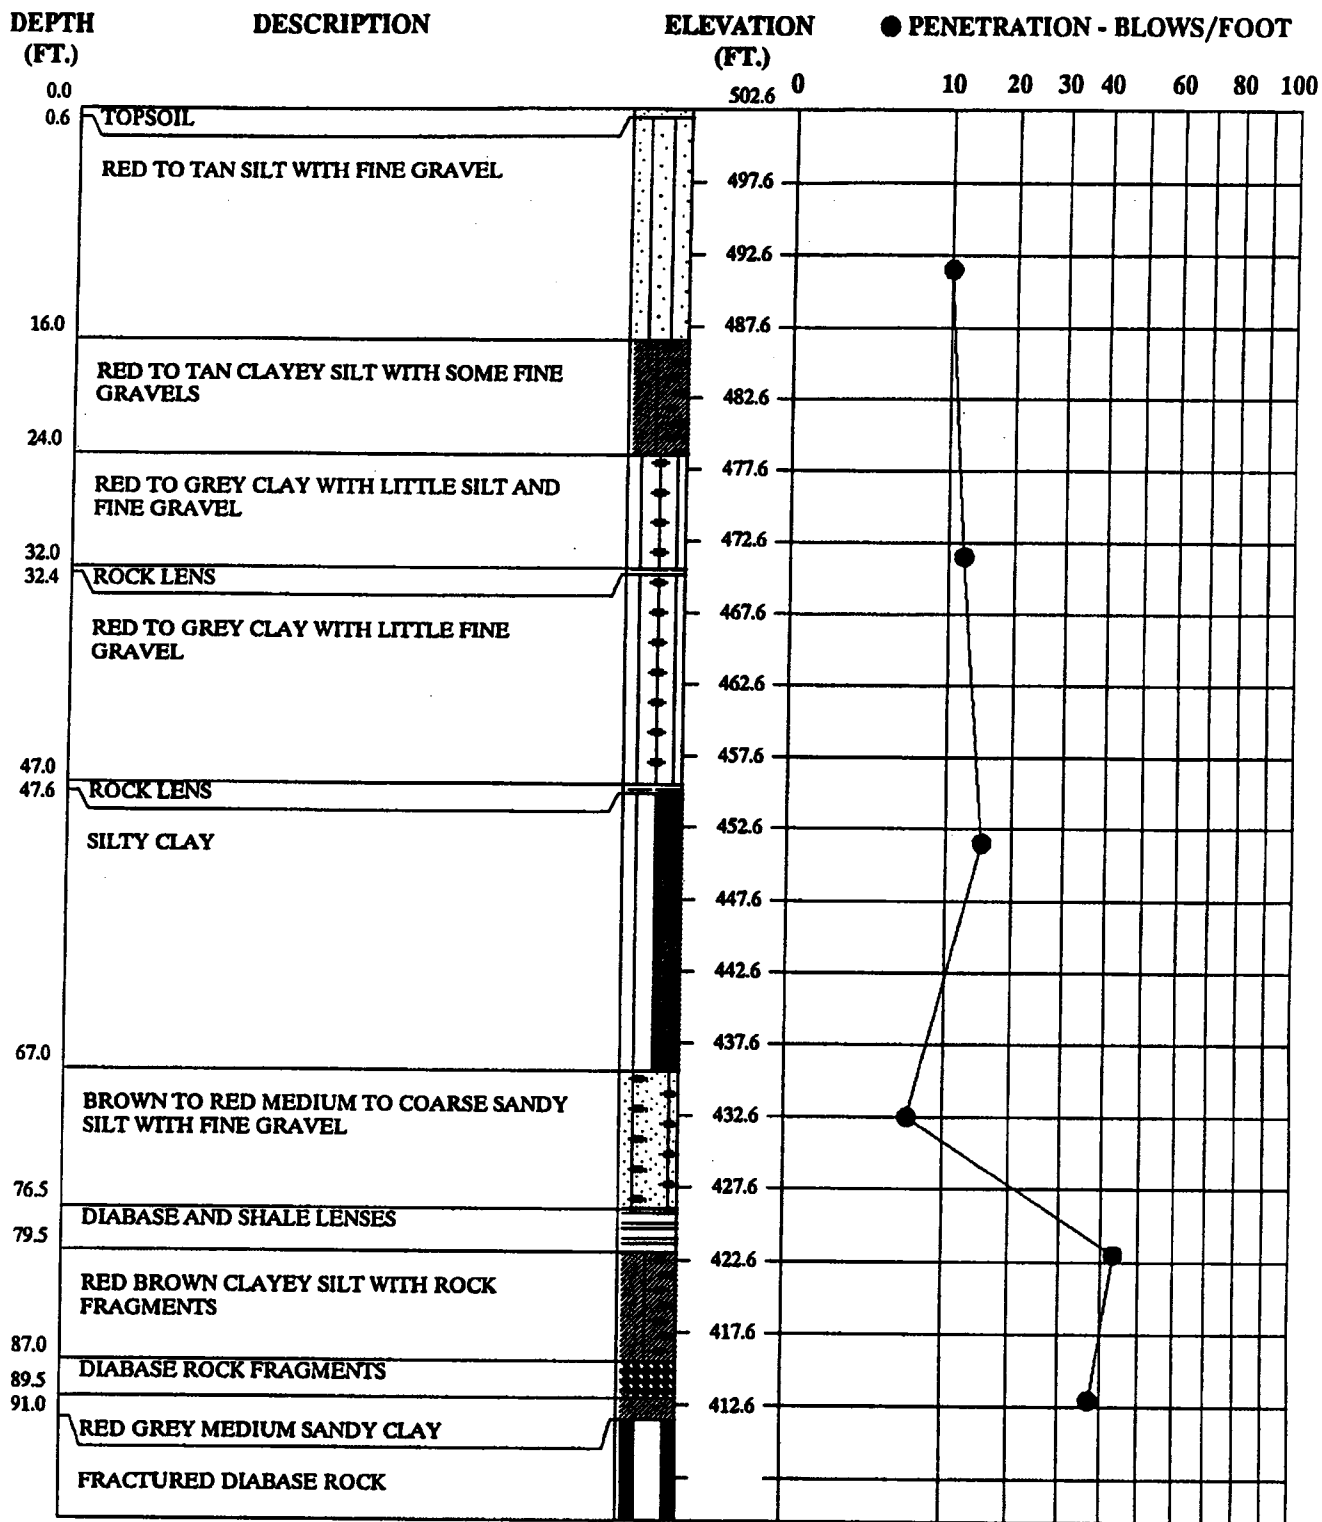 DEPTH DESCRIPTION ELEVATION ● PENETRATION - BLOWS/FOOT
(FT.) (FT.)
0.0 502.6 0 10 20 30 40 60 80 100
0.6 TOPSOIL
RED TO TAN SILT WITH FINE GRAVEL
497.6
492.6
16.0 487.6
RED TO TAN CLAYEY SILT WITH SOME FINE
GRAVELS
482.6
24.0
477.6
RED TO GREY CLAY WITH LITTLE SILT AND
FINE GRAVEL
472.6
32.0
32.4 ROCK LENS
467.6
RED TO GREY CLAY WITH LITTLE FINE
GRAVEL
462.6
457.6
47.0
47.6 ROCK LENS
452.6
SILTY CLAY
447.6
442.6
437.6
67.0
BROWN TO RED MEDIUM TO COARSE SANDY
SILT WITH FINE GRAVEL
432.6
427.6
76.5
DIABASE AND SHALE LENSES
79.5
422.6
RED BROWN CLAYEY SILT WITH ROCK
FRAGMENTS
417.6
87.0
DIABASE ROCK FRAGMENTS
89.5
91.0 412.6
RED GREY MEDIUM SANDY CLAY
FRACTURED DIABASE ROCK